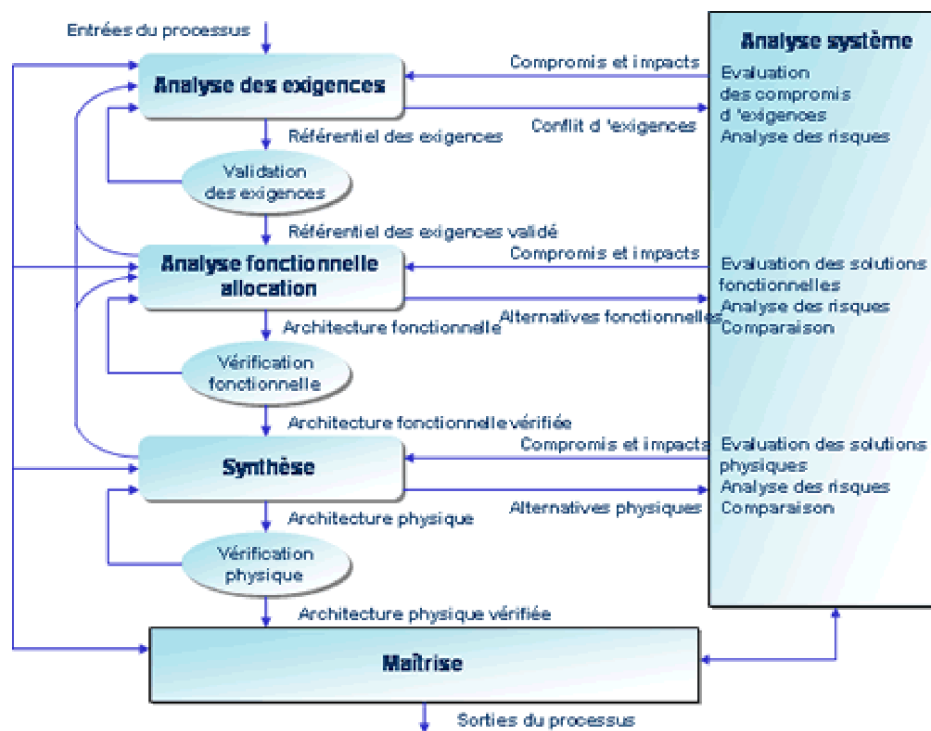 Entrées du processus
Analyse système
Compromis et impacts
Analyse des exigences
Evaluation
des compromis
d 'exigences
Analyse des risques
Conflit d 'exigences
Référentiel des exigences
Validation
des exigences
Référentiel des exigences validé
Compromis et impacts
Analyse fonctionnelle
allocation
Evaluation des solutions
fonctionnelles
Analyse des risques
Comparaison
Alternatives fonctionnelles
Architecture fonctionnelle
Vérification
fonctionnelle
Architecture fonctionnelle vérifiée
Compromis et impacts
Synthèse
Evaluation des solutions
physiques
Analyse des risques
Comparaison
Alternatives physiques
Architecture physique
Vérification
physique
Architecture physique vérifiée
Maîtrise
Sorties du processus